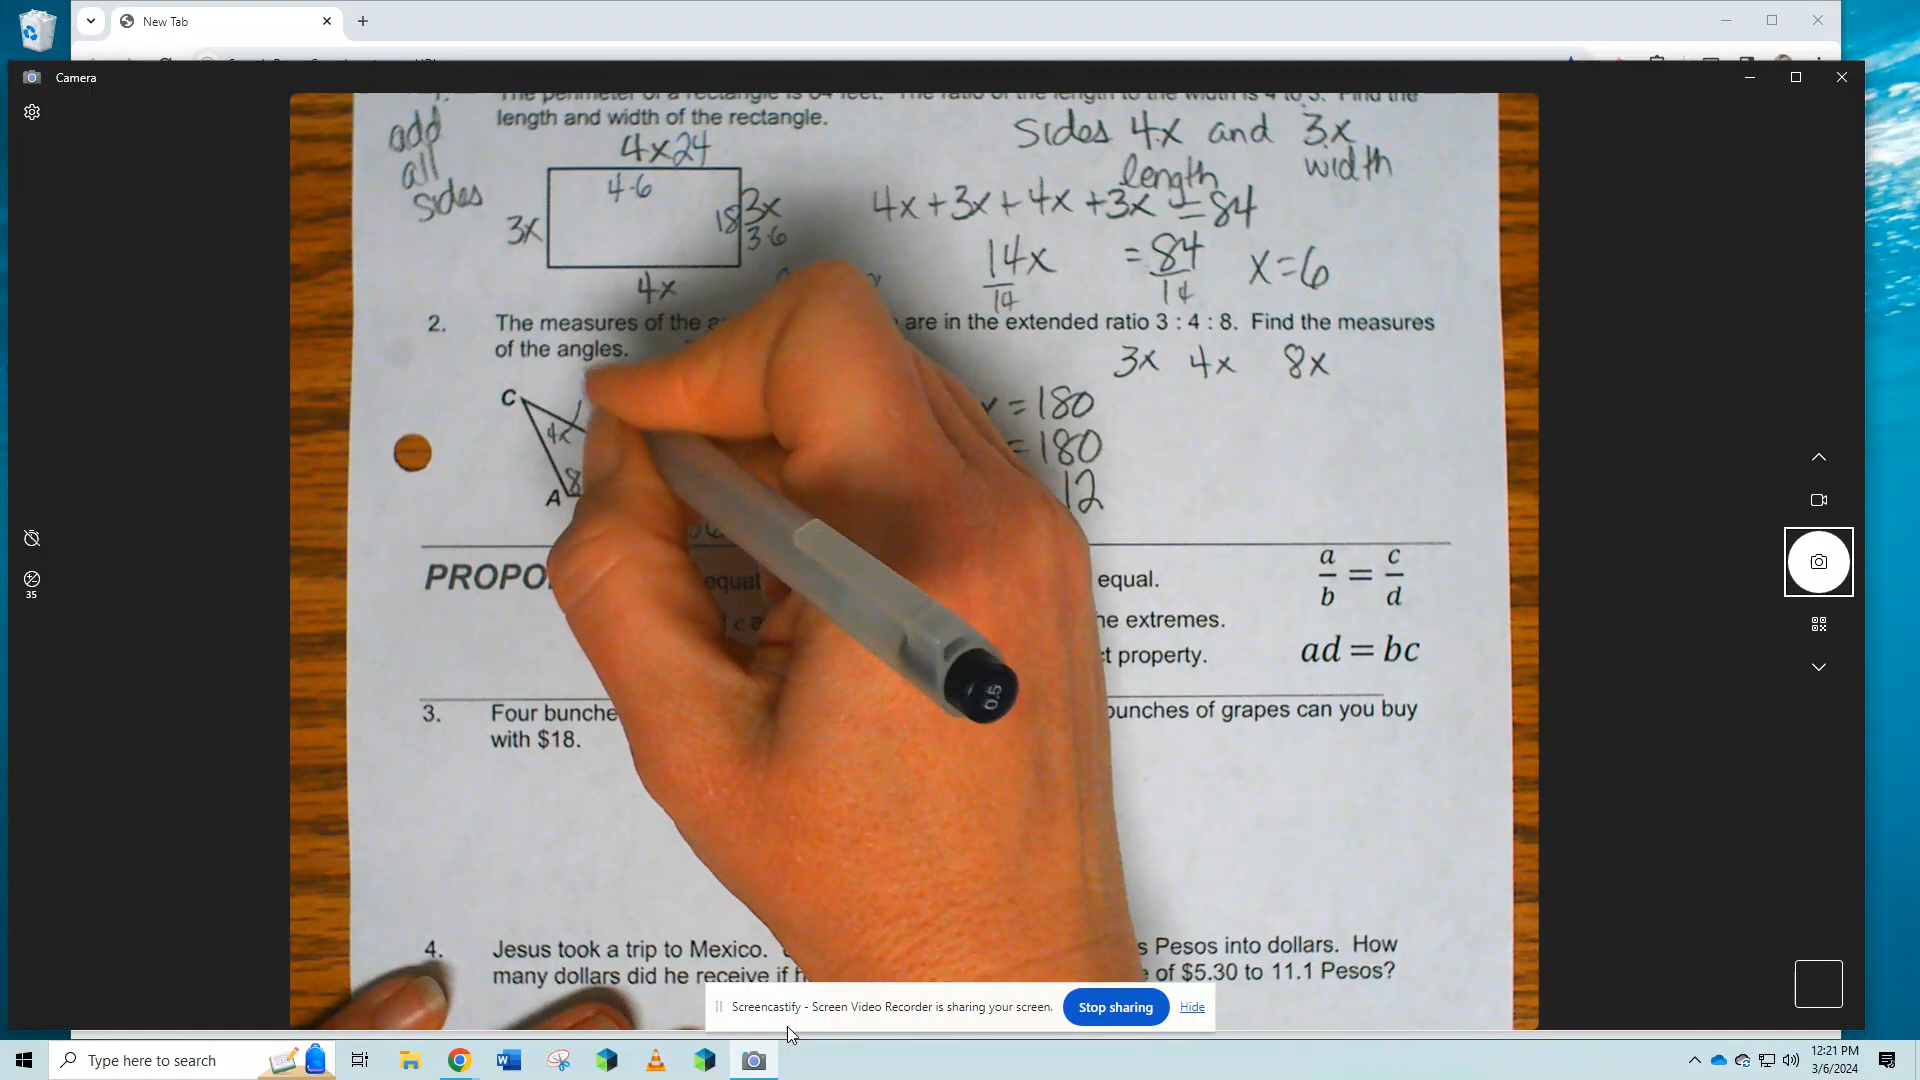 New Tab
Camera
length and width of the rectangle.
add
all
sides
4x 24
4·6
3x
18 3x
3·6
4x
Sides 4x and 3x
length width
4x + 3x + 4x + 3x = 84
14x = 84 x = 6
14 14
2. The measures of the are in the extended ratio 3 : 4 : 8. Find the measures
of the angles.
3x 4x 8x
C
4x
8
A
= 180
= 180
12
PROPO
equal.
he extremes.
ct property.
a/b = c/d
ad = bc
3. Four bunche bunches of grapes can you buy
with $18.
4. Jesus took a trip to Mexico. s Pesos into dollars. How
many dollars did he receive if h e of $5.30 to 11.1 Pesos?
35
0.5
Screencastify - Screen Video Recorder is sharing your screen. Stop sharing Hide
Type here to search
12:21 PM
3/6/2024